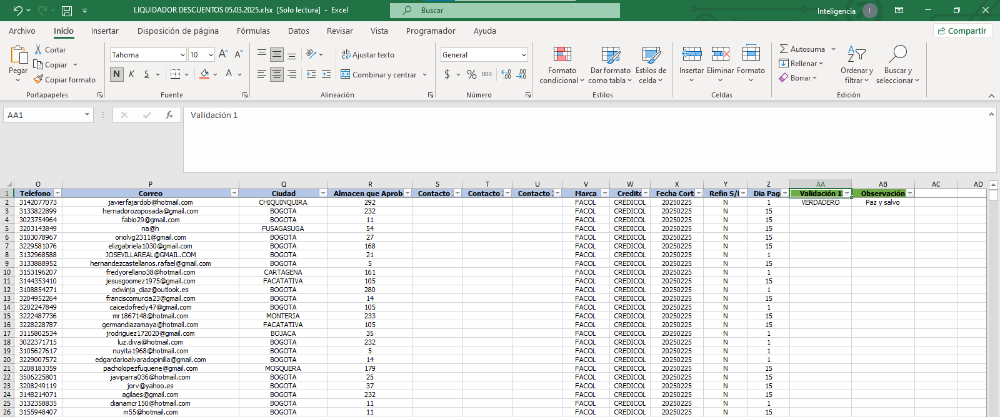 LIQUIDADOR DESCUENTOS 05.03.2025.xlsx [Solo lectura] - Excel
Buscar
Inteligencia I
Archivo Inicio Insertar Disposición de página Fórmulas Datos Revisar Vista Programador Ayuda
Compartir
Pegar
Cortar
Copiar
Copiar formato
Portapapeles
Tahoma 10
N K S
Fuente
Ajustar texto
Combinar y centrar
Alineación
General
$ % 000
Número
Formato condicional
Dar formato como tabla
Estilos de celda
Estilos
Insertar Eliminar Formato
Celdas
Autosuma
Rellenar
Borrar
Ordenar y filtrar
Buscar y seleccionar
Edición
AA1 fx Validación 1
O P Q R S T U V W X Y Z AA AB AC AD
1 Telefono Correo Ciudad Almacen que Aprob Contacto Contacto Contacto Marca Credito Fecha Cort Refin S/I Dia Pag Validación 1 Observación
2 3142077073 javierfajardob@hotmail.com CHIQUINQUIRA 292 FACOL CREDICOL 20250225 N 1 VERDADERO Paz y salvo
3 3133822899 hernadorozoposada@gmail.com BOGOTA 232 FACOL CREDICOL 20250225 N 15
4 3023754964 fabio29@gmail.com BOGOTA 11 FACOL CREDICOL 20250225 N 15
5 3203143849 na@h FUSAGASUGA 54 FACOL CREDICOL 20250225 N 15
6 3103078967 oriolvg2311@gmail.com BOGOTA 27 FACOL CREDICOL 20250225 N 15
7 3229581076 elizgabriela1030@gmail.com BOGOTA 168 FACOL CREDICOL 20250225 N 15
8 3132968588 JOSEVILLAREAL@GMAIL.COM BOGOTA 21 FACOL CREDICOL 20250225 N 1
9 3133888952 hernandezcastellanos.rafael@gmail.com BOGOTA 5 FACOL CREDICOL 20250225 N 15
10 3153196207 fredyorellano38@hotmail.com CARTAGENA 161 FACOL CREDICOL 20250225 N 1
11 3144353410 jesusgoomez1975@gmail.com FACATATIVA 105 FACOL CREDICOL 20250225 N 15
12 3108854271 edwinja_diaz@outlook.es BOGOTA 280 FACOL CREDICOL 20250225 N 1
13 3204952264 franciscomurcia23@gmail.com BOGOTA 14 FACOL CREDICOL 20250225 N 15
14 3202247849 caicedofredy47@gmail.com BOGOTA 105 FACOL CREDICOL 20250225 N 1
15 3222487736 mr1867148@hotmail.com MONTERIA 233 FACOL CREDICOL 20250225 N 15
16 3228228787 germandiazamaya@hotmail.com FACATATIVA 105 FACOL CREDICOL 20250225 N 15
17 3115802534 jrodriguez172020@gmail.com BOJACA 35 FACOL CREDICOL 20250225 N 1
18 3022371715 luz.diva@hotmail.com BOGOTA 232 FACOL CREDICOL 20250225 N 1
19 3105627617 nuyita1968@hotmail.com BOGOTA 5 FACOL CREDICOL 20250225 N 1
20 3229007572 edgardarioalvaradopinilla@gmail.com BOGOTA 14 FACOL CREDICOL 20250225 N 1
21 3208183359 pacholopezfuquene@gmail.com MOSQUERA 179 FACOL CREDICOL 20250225 N 15
22 3506225801 javiparra036@hotmail.com BOGOTA 25 FACOL CREDICOL 20250225 N 15
23 3208249119 jorv@yahoo.es BOGOTA 37 FACOL CREDICOL 20250225 N 15
24 3148214071 agilaes@gmail.com BOGOTA 232 FACOL CREDICOL 20250225 N 15
25 3132358835 dianamcr150@hotmail.com BOGOTA 11 FACOL CREDICOL 20250225 N 1
26 3155948407 m55@hotmail.com BOGOTA 11 FACOL CREDICOL 20250225 N 15